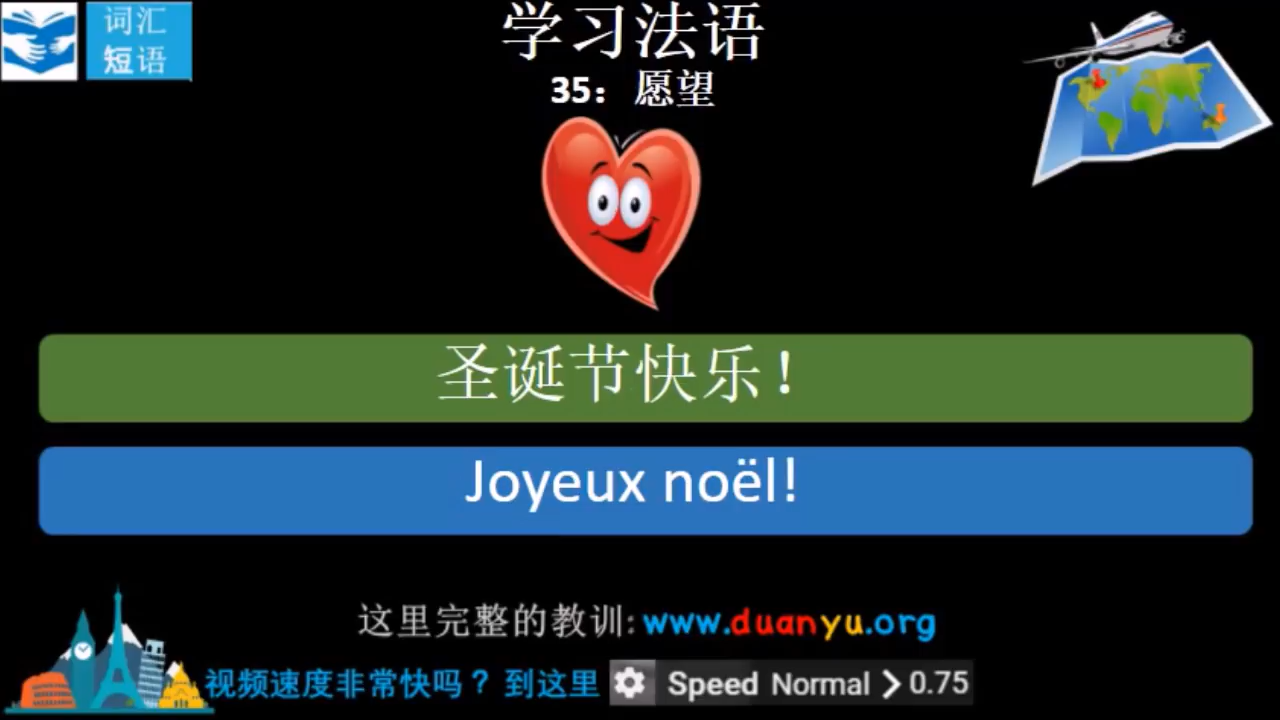 词汇
短语
学习法语
35：愿望
圣诞节快乐！
Joyeux noël!
这里完整的教训: www.duanyu.org
视频速度非常快吗？ 到这里 Speed Normal > 0.75